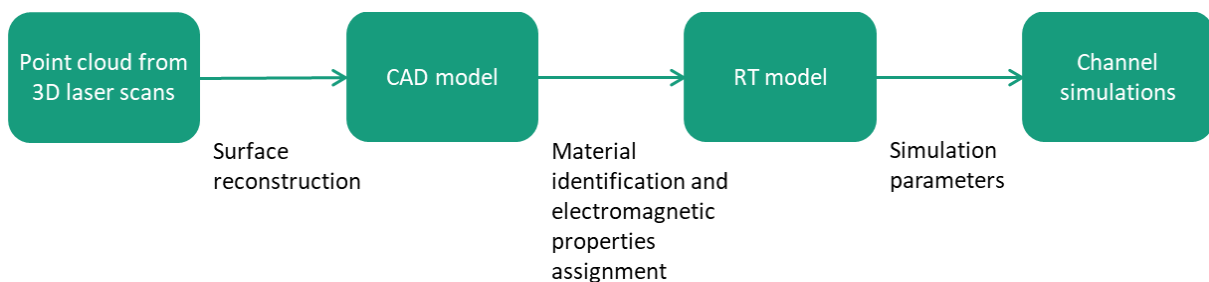 Point cloud from
3D laser scans
CAD model
RT model
Channel
simulations
Surface
reconstruction
Material
identification and
electromagnetic
properties
assignment
Simulation
parameters